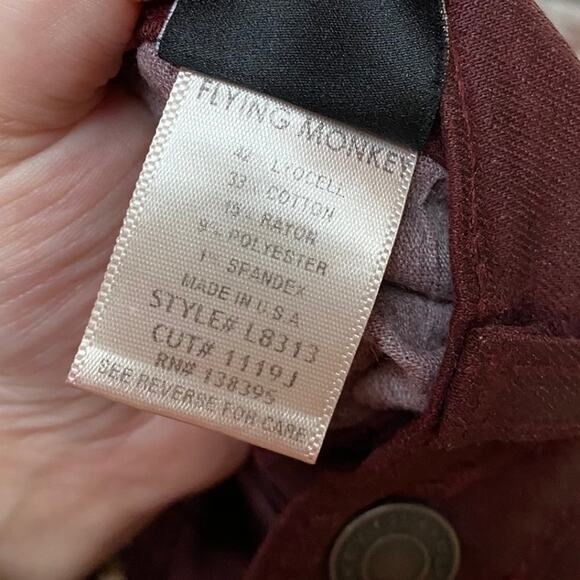 FLYING MONKEY
42% LYOCELL
33% COTTON
15% RAYON
9% POLYESTER
1% SPANDEX
MADE IN U.S.A
STYLE# L8313
CUT# 1119J
RN# 138395
SEE REVERSE FOR CARE